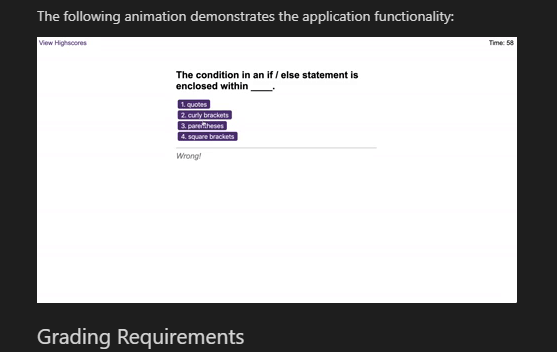 The following animation demonstrates the application functionality:
View Highscores
Time: 58
The condition in an if / else statement is
enclosed within ____.
1. quotes
2. curly brackets
3. parentheses
4. square brackets
Wrong!
Grading Requirements